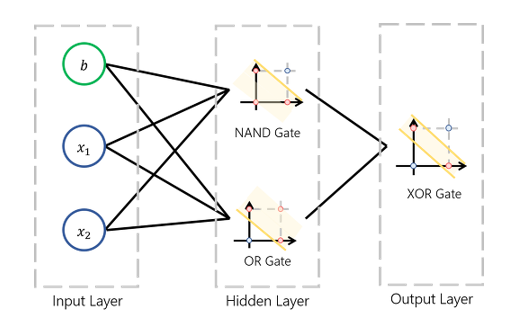 b
x₁
x₂
NAND Gate
OR Gate
XOR Gate
Input Layer
Hidden Layer
Output Layer